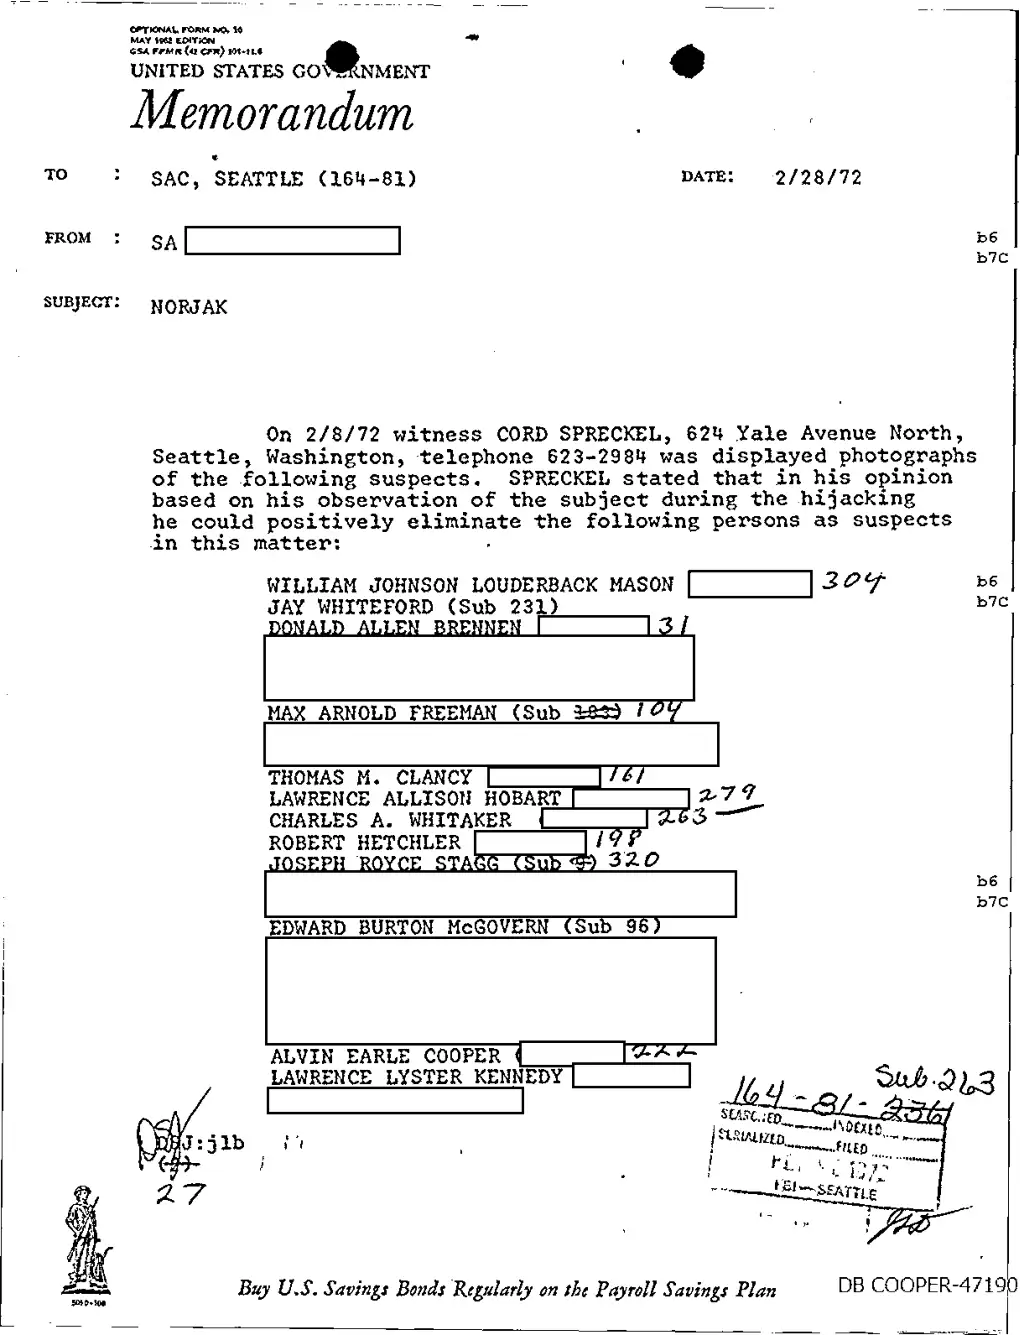 OPTIONAL FORM NO. 10
MAY 1962 EDITION
GSA FPMR (41 CFR) 101-11.6
UNITED STATES GOVERNMENT
Memorandum
TO : SAC, SEATTLE (164-81) DATE: 2/28/72
FROM : SA b6
b7C
SUBJECT: NORJAK
On 2/8/72 witness CORD SPRECKEL, 624 Yale Avenue North,
Seattle, Washington, telephone 623-2984 was displayed photographs
of the following suspects. SPRECKEL stated that in his opinion
based on his observation of the subject during the hijacking
he could positively eliminate the following persons as suspects
in this matter:
WILLIAM JOHNSON LOUDERBACK MASON 304 b6
JAY WHITEFORD (Sub 231) b7C
DONALD ALLEN BRENNEN 31
MAX ARNOLD FREEMAN (Sub 183) 104
THOMAS M. CLANCY 161
LAWRENCE ALLISON HOBART 279
CHARLES A. WHITAKER ( 263
ROBERT HETCHLER 198
JOSEPH ROYCE STAGG (Sub 9) 320
b6
b7C
EDWARD BURTON McGOVERN (Sub 96)
ALVIN EARLE COOPER ( 222
LAWRENCE LYSTER KENNEDY
Sub. 263
164-81-2361
SEARCHED INDEXED
SERIALIZED FILED
1972
FBI—SEATTLE
J:jlb
27
5010-108
Buy U.S. Savings Bonds Regularly on the Payroll Savings Plan
DB COOPER-47190